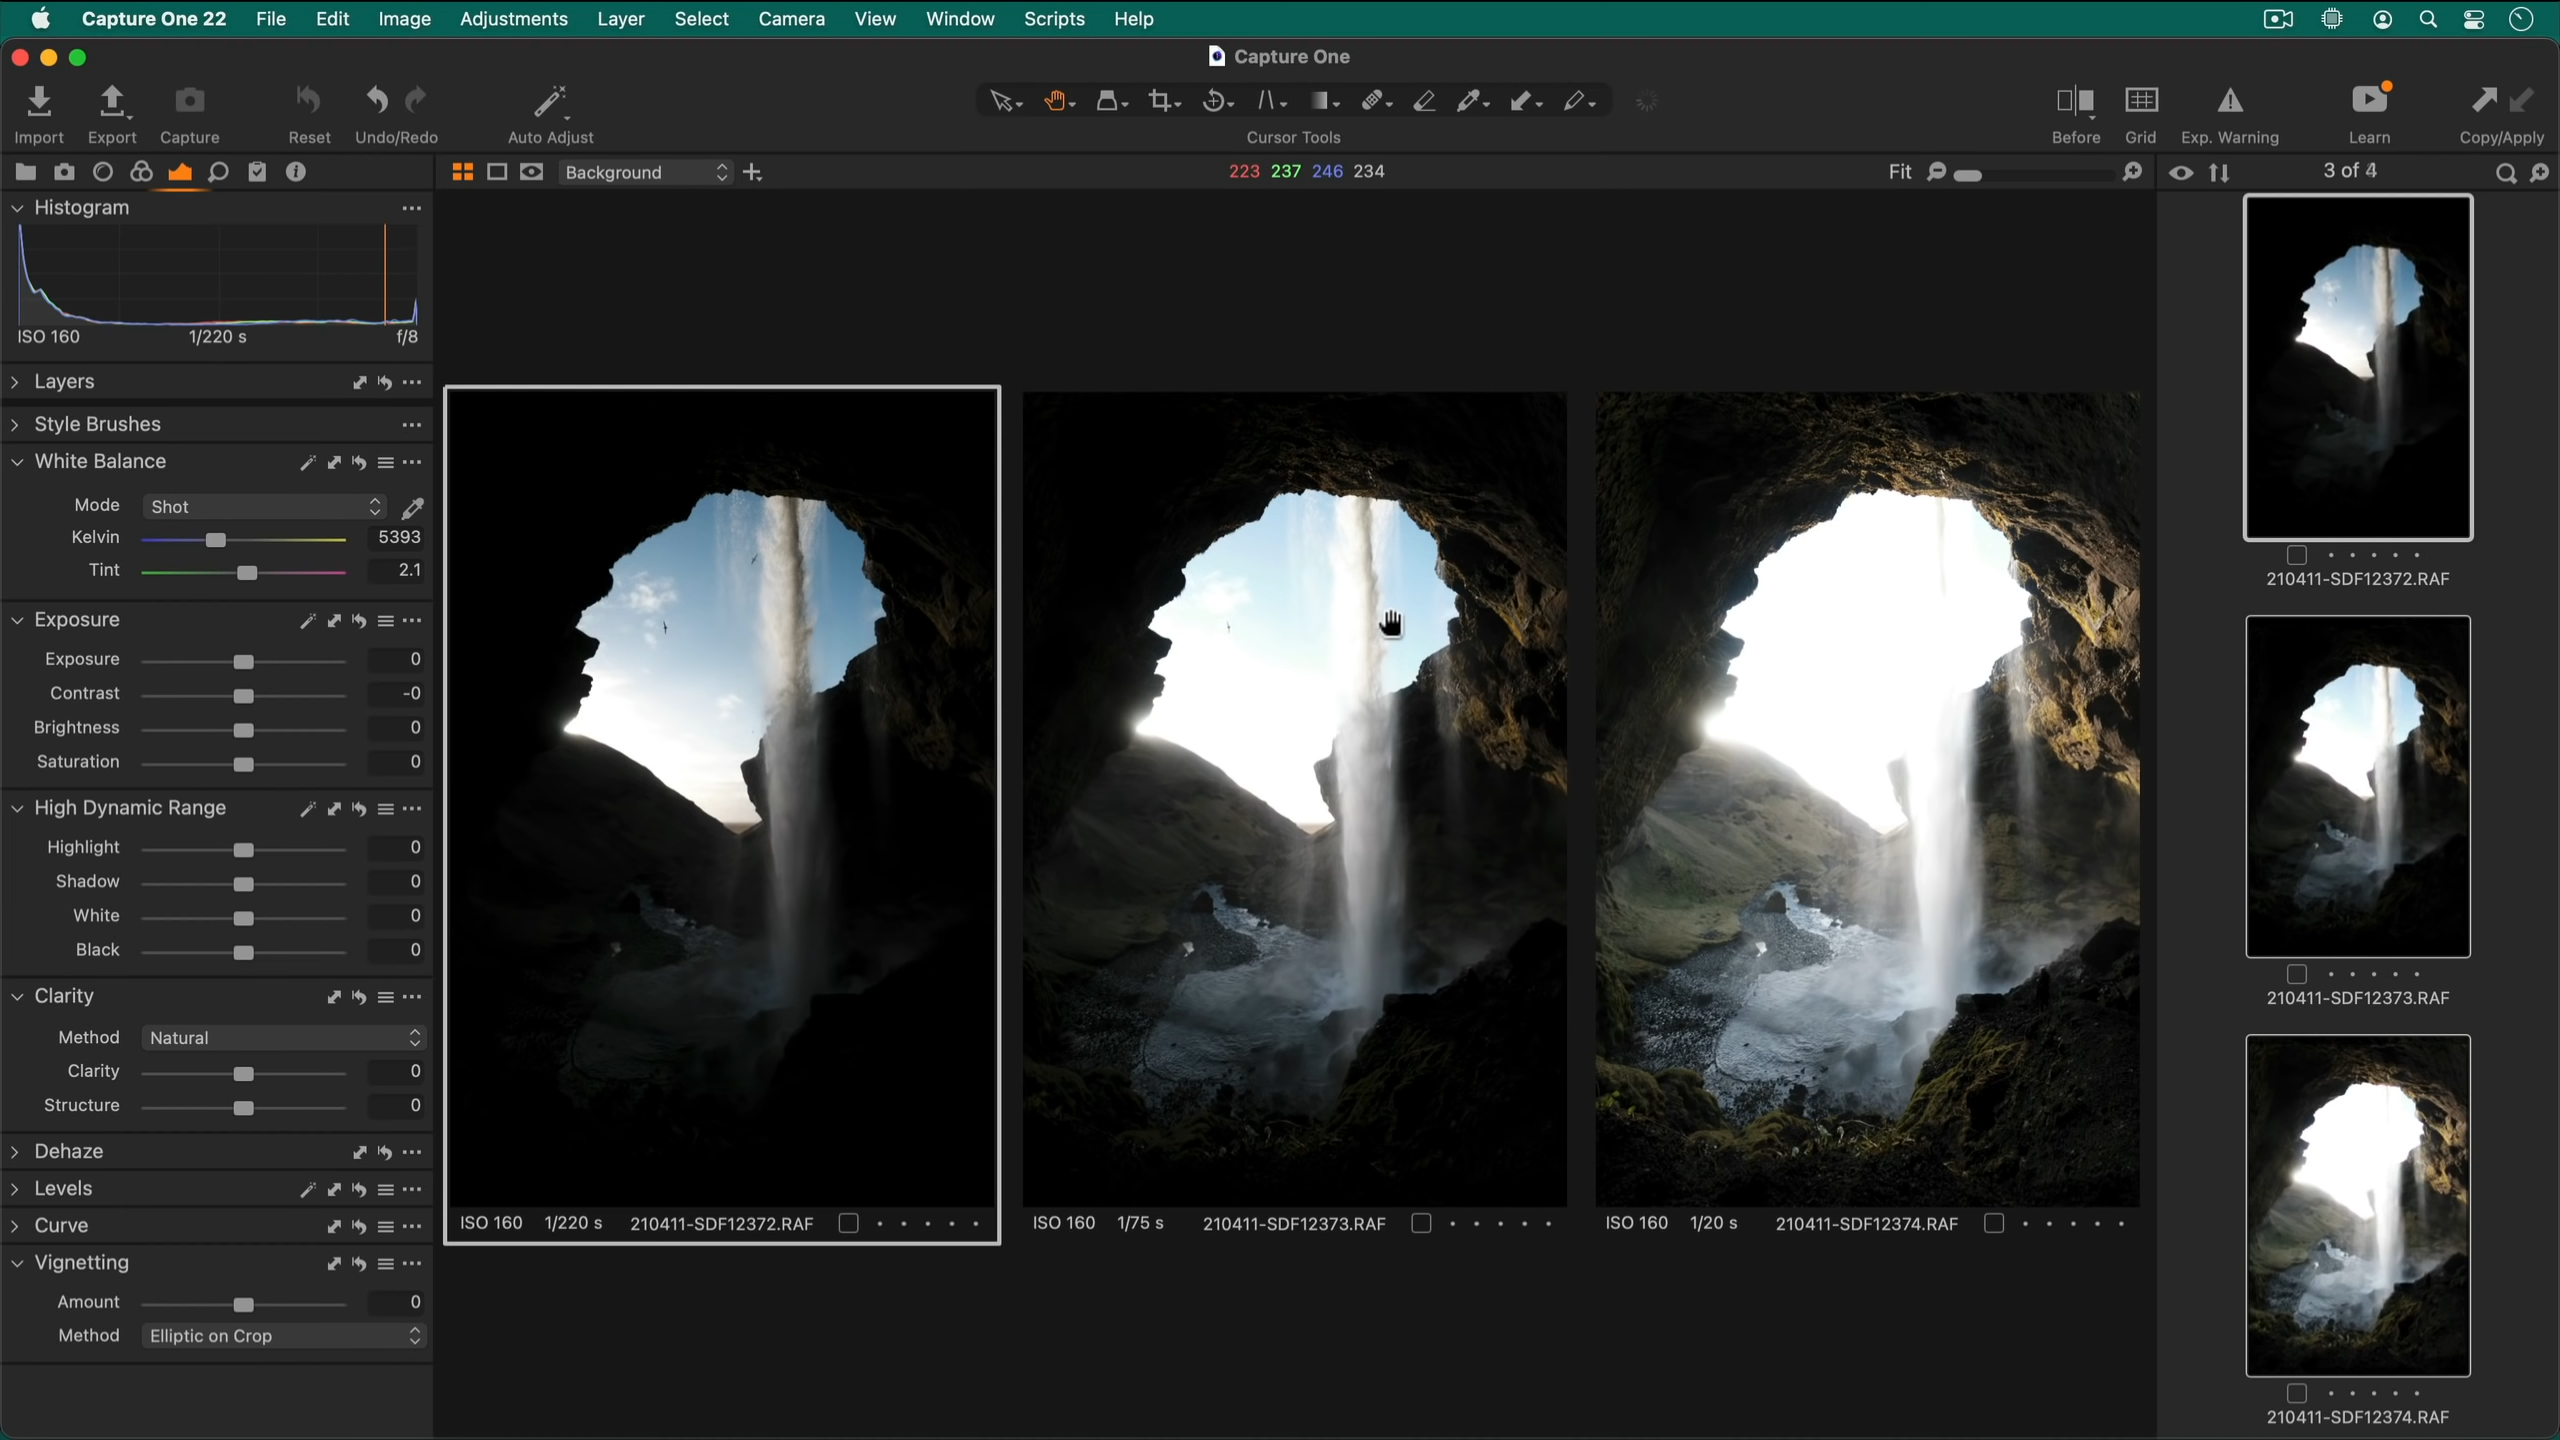 Capture One 22 File Edit Image Adjustments Layer Select Camera View Window Scripts Help
Capture One
Import Export Capture Reset Undo/Redo Auto Adjust Cursor Tools Before Grid Exp. Warning Learn Copy/Apply
Background 223 237 246 234 Fit 3 of 4
Histogram
ISO 160 1/220 s f/8
Layers
Style Brushes
White Balance
Mode Shot
Kelvin 5393
Tint 2.1
Exposure
Exposure 0
Contrast -0
Brightness 0
Saturation 0
High Dynamic Range
Highlight 0
Shadow 0
White 0
Black 0
Clarity
Method Natural
Clarity 0
Structure 0
Dehaze
Levels
Curve
Vignetting
Amount 0
Method Elliptic on Crop
ISO 160 1/220 s 210411-SDF12372.RAF
ISO 160 1/75 s 210411-SDF12373.RAF
ISO 160 1/20 s 210411-SDF12374.RAF
210411-SDF12372.RAF
210411-SDF12373.RAF
210411-SDF12374.RAF